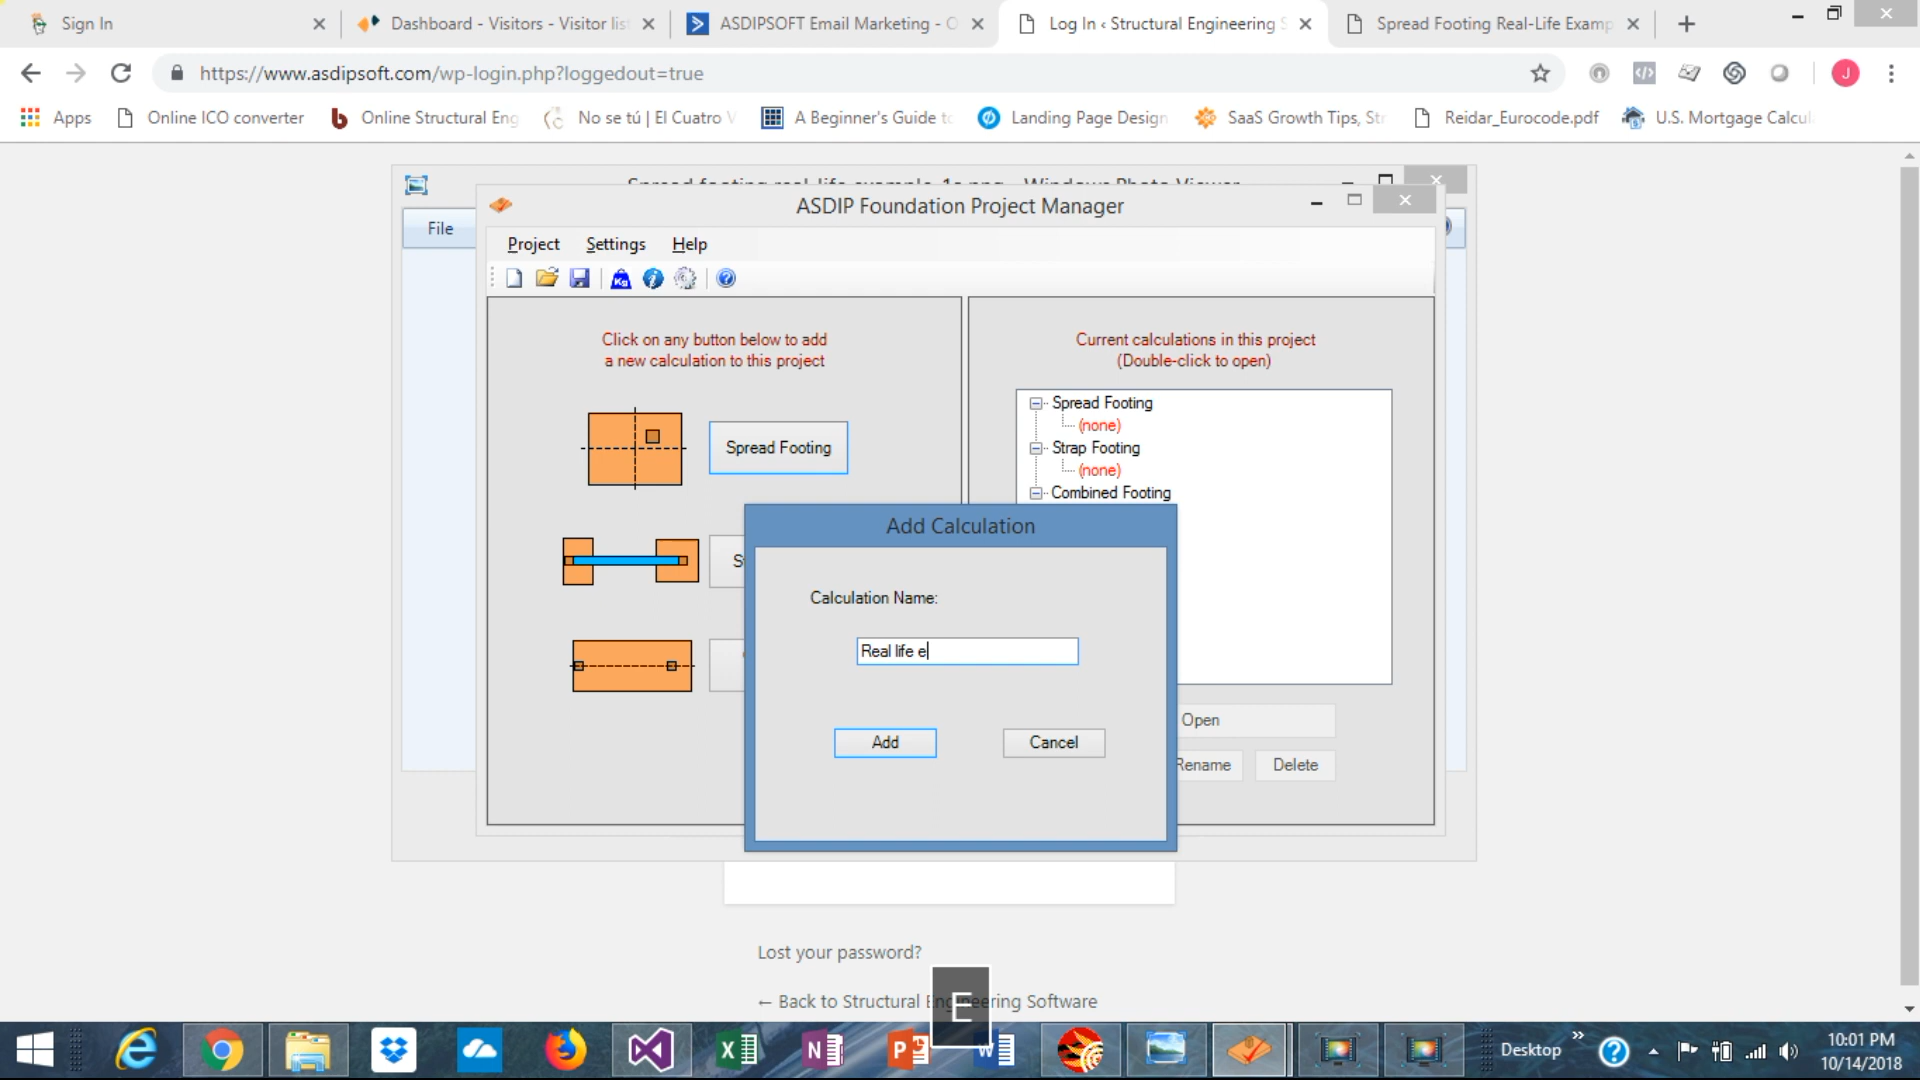 Sign In
Dashboard - Visitors - Visitor list
ASDIPSOFT Email Marketing - O
Log In ‹ Structural Engineering S
Spread Footing Real-Life Examp
https://www.asdipsoft.com/wp-login.php?loggedout=true
J
Apps
Online ICO converter
Online Structural Eng
No se tú | El Cuatro V
A Beginner's Guide to
Landing Page Design
SaaS Growth Tips, Str
Reidar_Eurocode.pdf
U.S. Mortgage Calcul
ASDIP Foundation Project Manager
File
Project Settings Help
Kg
Click on any button below to add
a new calculation to this project
Current calculations in this project
(Double-click to open)
Spread Footing
Spread Footing
(none)
Strap Footing
(none)
Combined Footing
S
Add Calculation
Calculation Name:
Real life e
Add
Cancel
Open
Rename
Delete
Lost your password?
← Back to Structural Engineering Software
E
Desktop
10:01 PM
10/14/2018